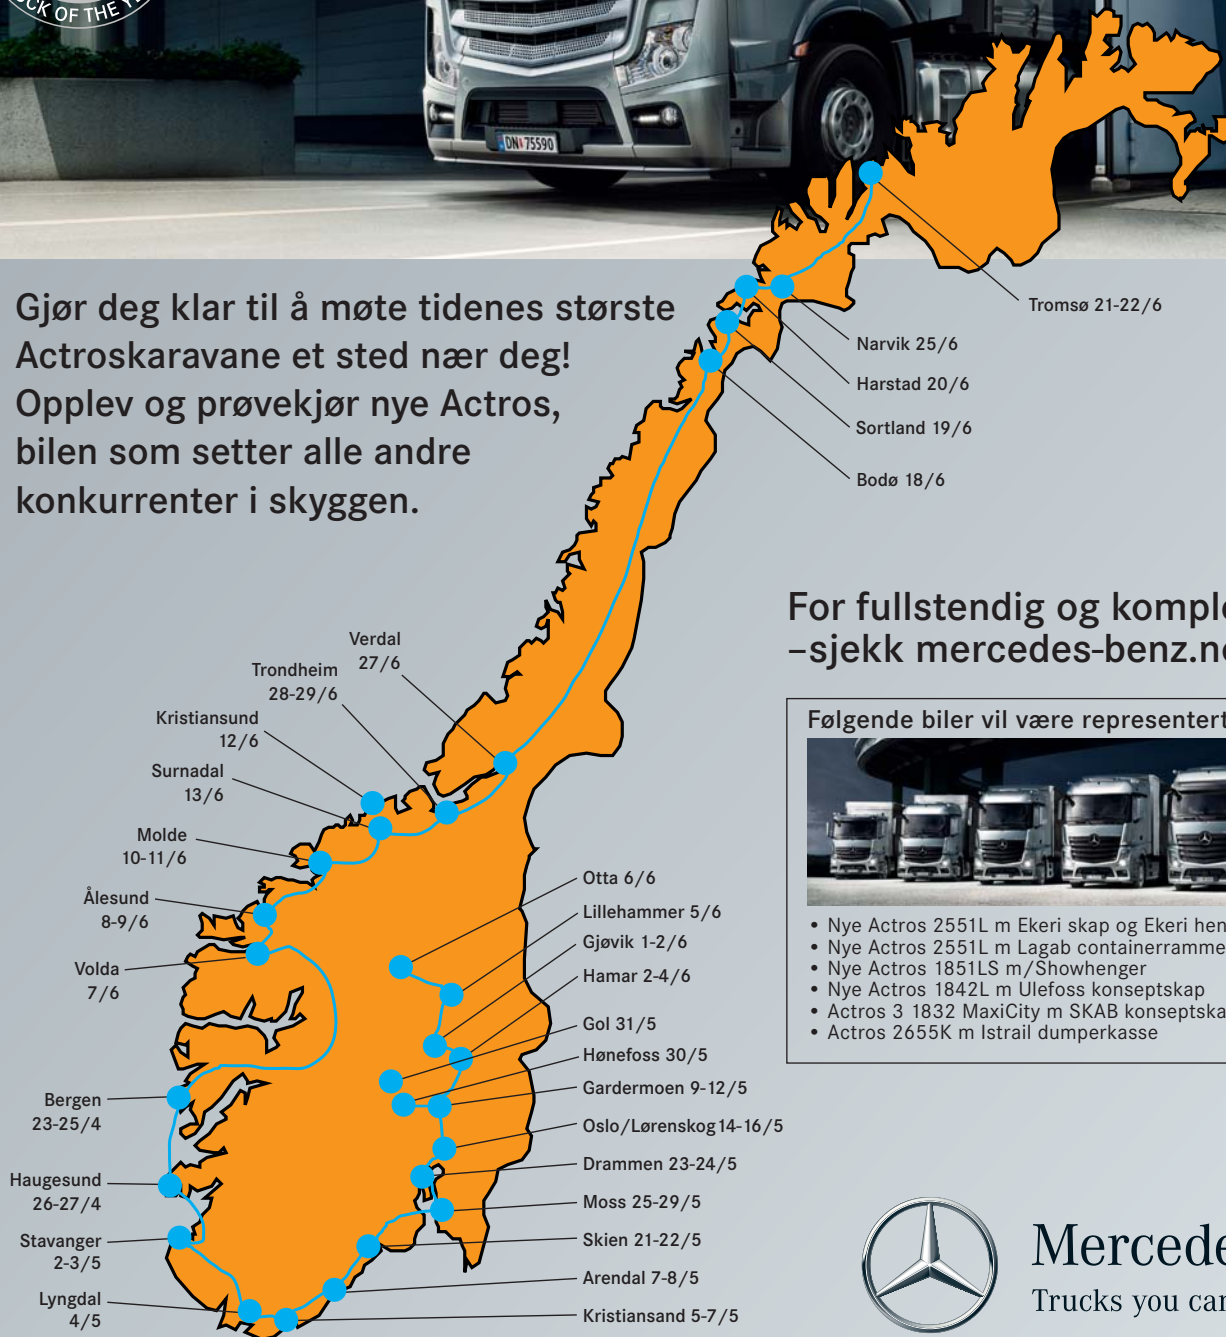 OF THE
DN 75590
Gjør deg klar til å møte tidenes største
Actroskaravane et sted nær deg!
Opplev og prøvekjør nye Actros,
bilen som setter alle andre
konkurrenter i skyggen.
Tromsø 21-22/6
Narvik 25/6
Harstad 20/6
Sortland 19/6
Bodø 18/6
For fullstendig og
–sjekk
Verdal
27/6
Trondheim
28-29/6
Kristiansund
12/6
Surnadal
13/6
Molde
10-11/6
Ålesund
8-9/6
Volda
7/6
Bergen
23-25/4
Haugesund
26-27/4
Stavanger
2-3/5
Lyngdal
4/5
Otta 6/6
Lillehammer 5/6
Gjøvik 1-2/6
Hamar 2-4/6
Gol 31/5
Hønefoss 30/5
Gardermoen 9-12/5
Oslo/Lørenskog 14-16/5
Drammen 23-24/5
Moss 25-29/5
Skien 21-22/5
Arendal 7-8/5
Kristiansand 5-7/5
Følgende biler vil være representert
• Nye Actros 2551L m Ekeri skap og Ekeri
• Nye Actros 2551L m Lagab containerramme
• Nye Actros 1851LS m/Showhenger
• Nye Actros 1842L m Ulefoss konseptskap
• Actros 3 1832 MaxiCity m SKAB
• Actros 2655K m Istrail dumperkasse
Trucks you